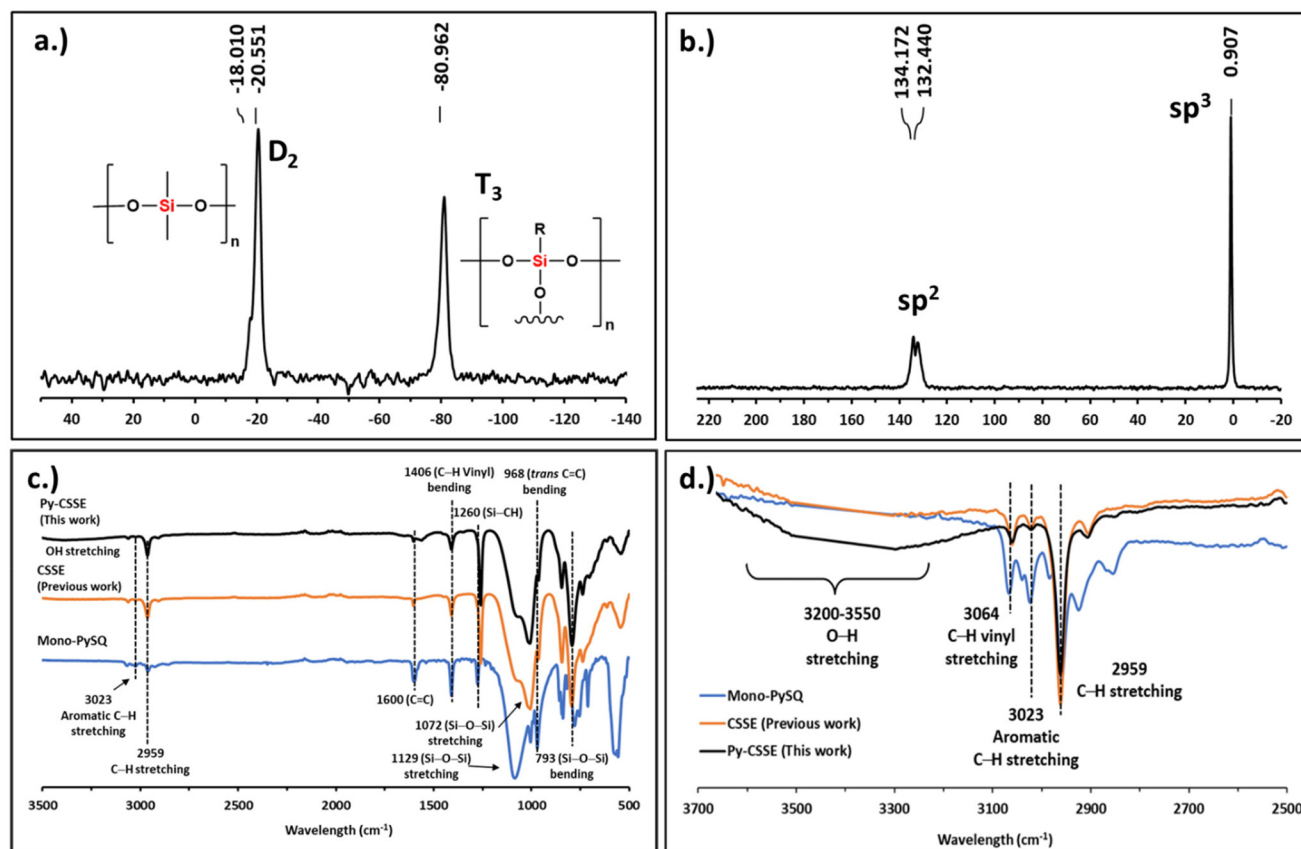 a.)
-18.010
-20.551
-80.962
D2
T3
O Si O
n
R
O Si O
O
n
40 20 0 -20 -40 -60 -80 -100 -120 -140
b.)
134.172
132.440
0.907
sp3
sp2
225 200 180 160 140 120 100 80 60 40 20 0 -20
c.)
1406 (C–H Vinyl)
bending
968 (trans C=C)
bending
1260 (Si–CH)
Py-CSSE
(This work)
OH stretching
CSSE
(Previous work)
Mono-PySQ
3023
Aromatic C–H
stretching
2959
C–H stretching
1600 (C=C)
1072 (Si–O–Si)
stretching
1129 (Si–O–Si)
stretching
793 (Si–O–Si)
bending
3500 3000 2500 2000 1500 1000 500
Wavelength (cm-1)
d.)
3200-3550
O–H
stretching
3064
C–H vinyl
stretching
2959
C–H stretching
3023
Aromatic
C–H stretching
Mono-PySQ
CSSE (Previous work)
Py-CSSE (This work)
3700 3500 3300 3100 2900 2700 2500
Wavelength (cm-1)